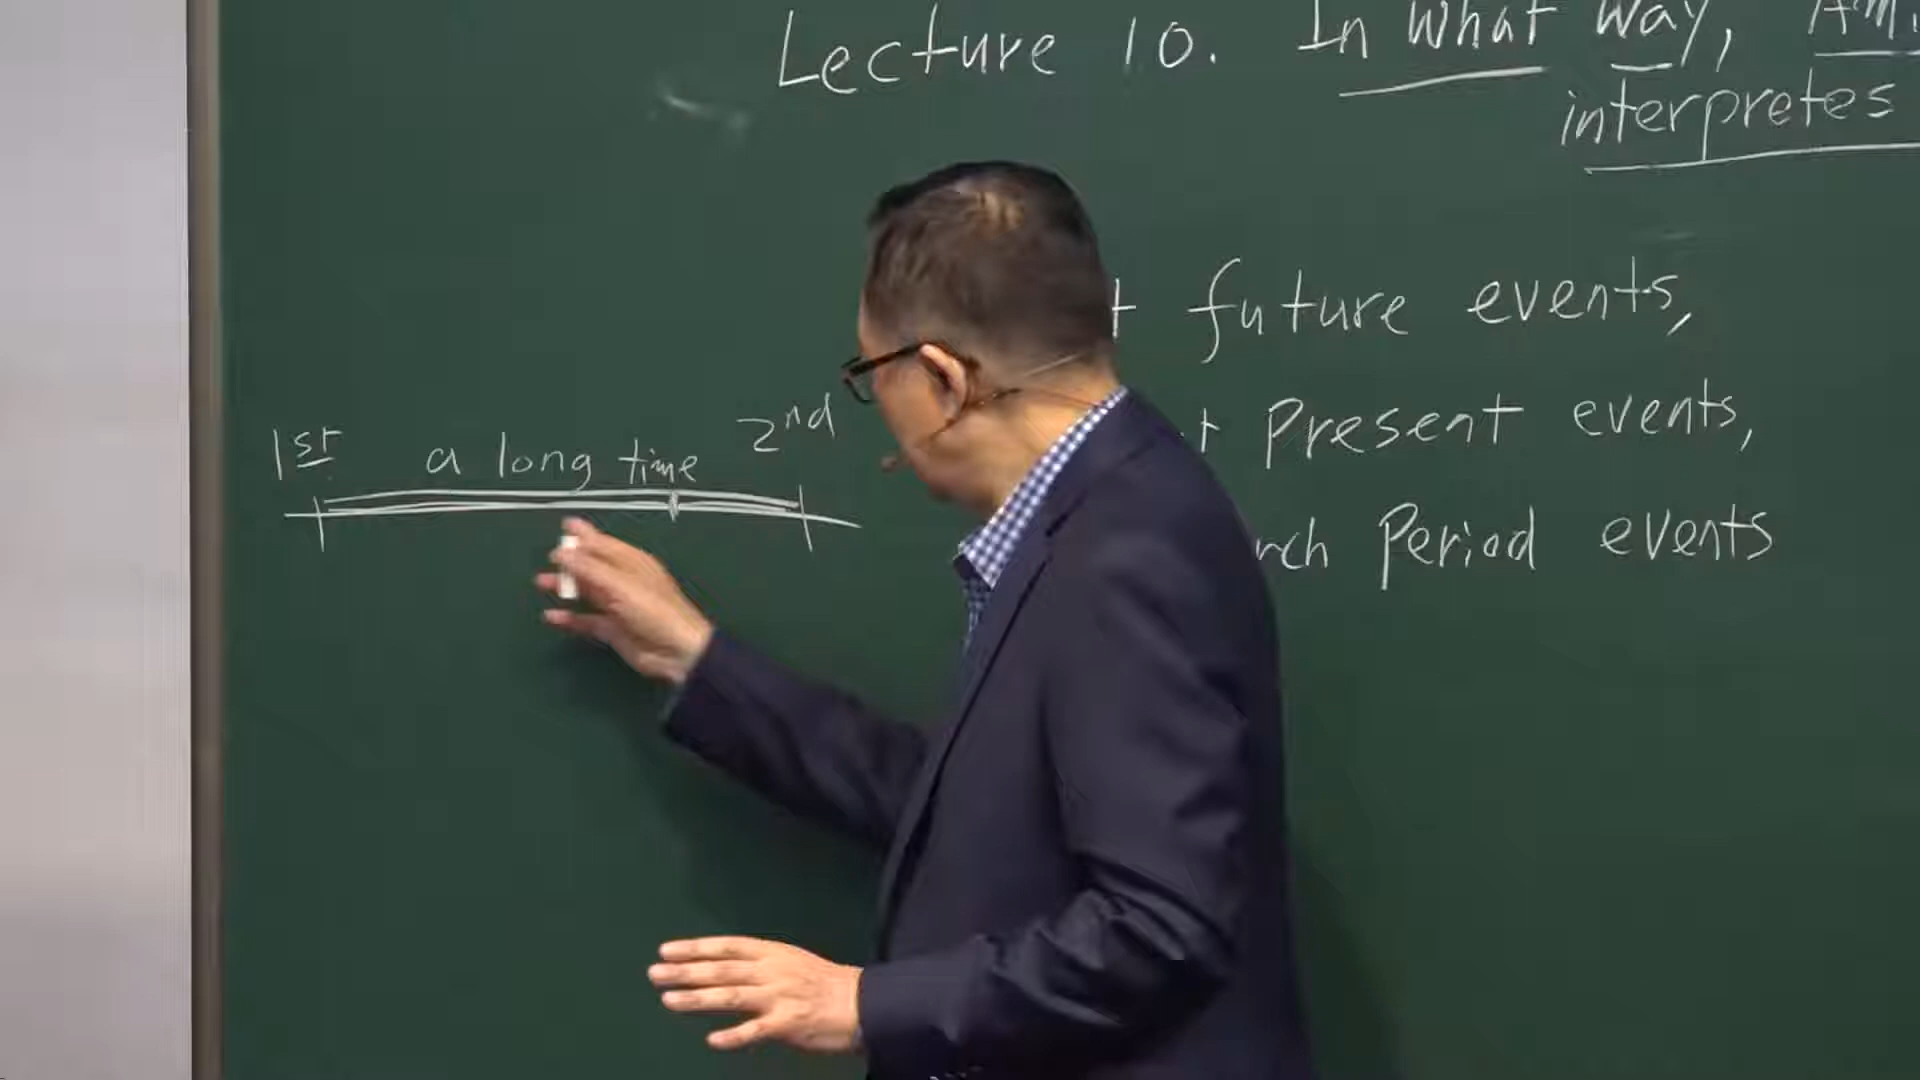 Lecture 10. In what way,
interpretes
future events,
1st a long time 2nd
Present events,
Period events